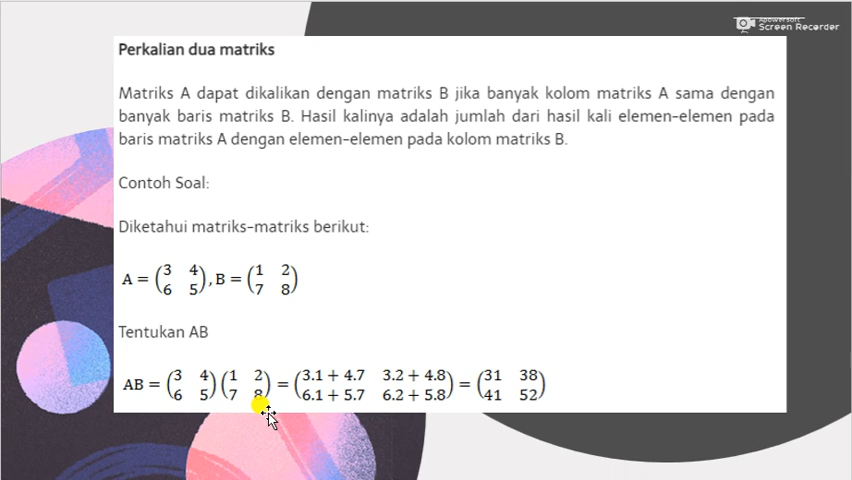 Apowersoft
Screen Recorder
Perkalian dua matriks
Matriks A dapat dikalikan dengan matriks B jika banyak kolom matriks A sama dengan
banyak baris matriks B. Hasil kalinya adalah jumlah dari hasil kali elemen-elemen pada
baris matriks A dengan elemen-elemen pada kolom matriks B.
Contoh Soal:
Diketahui matriks-matriks berikut:
A = (3 4
6 5), B = (1 2
7 8)
Tentukan AB
AB = (3 4
6 5) (1 2
7 8) = (3.1 + 4.7 3.2 + 4.8
6.1 + 5.7 6.2 + 5.8) = (31 38
41 52)